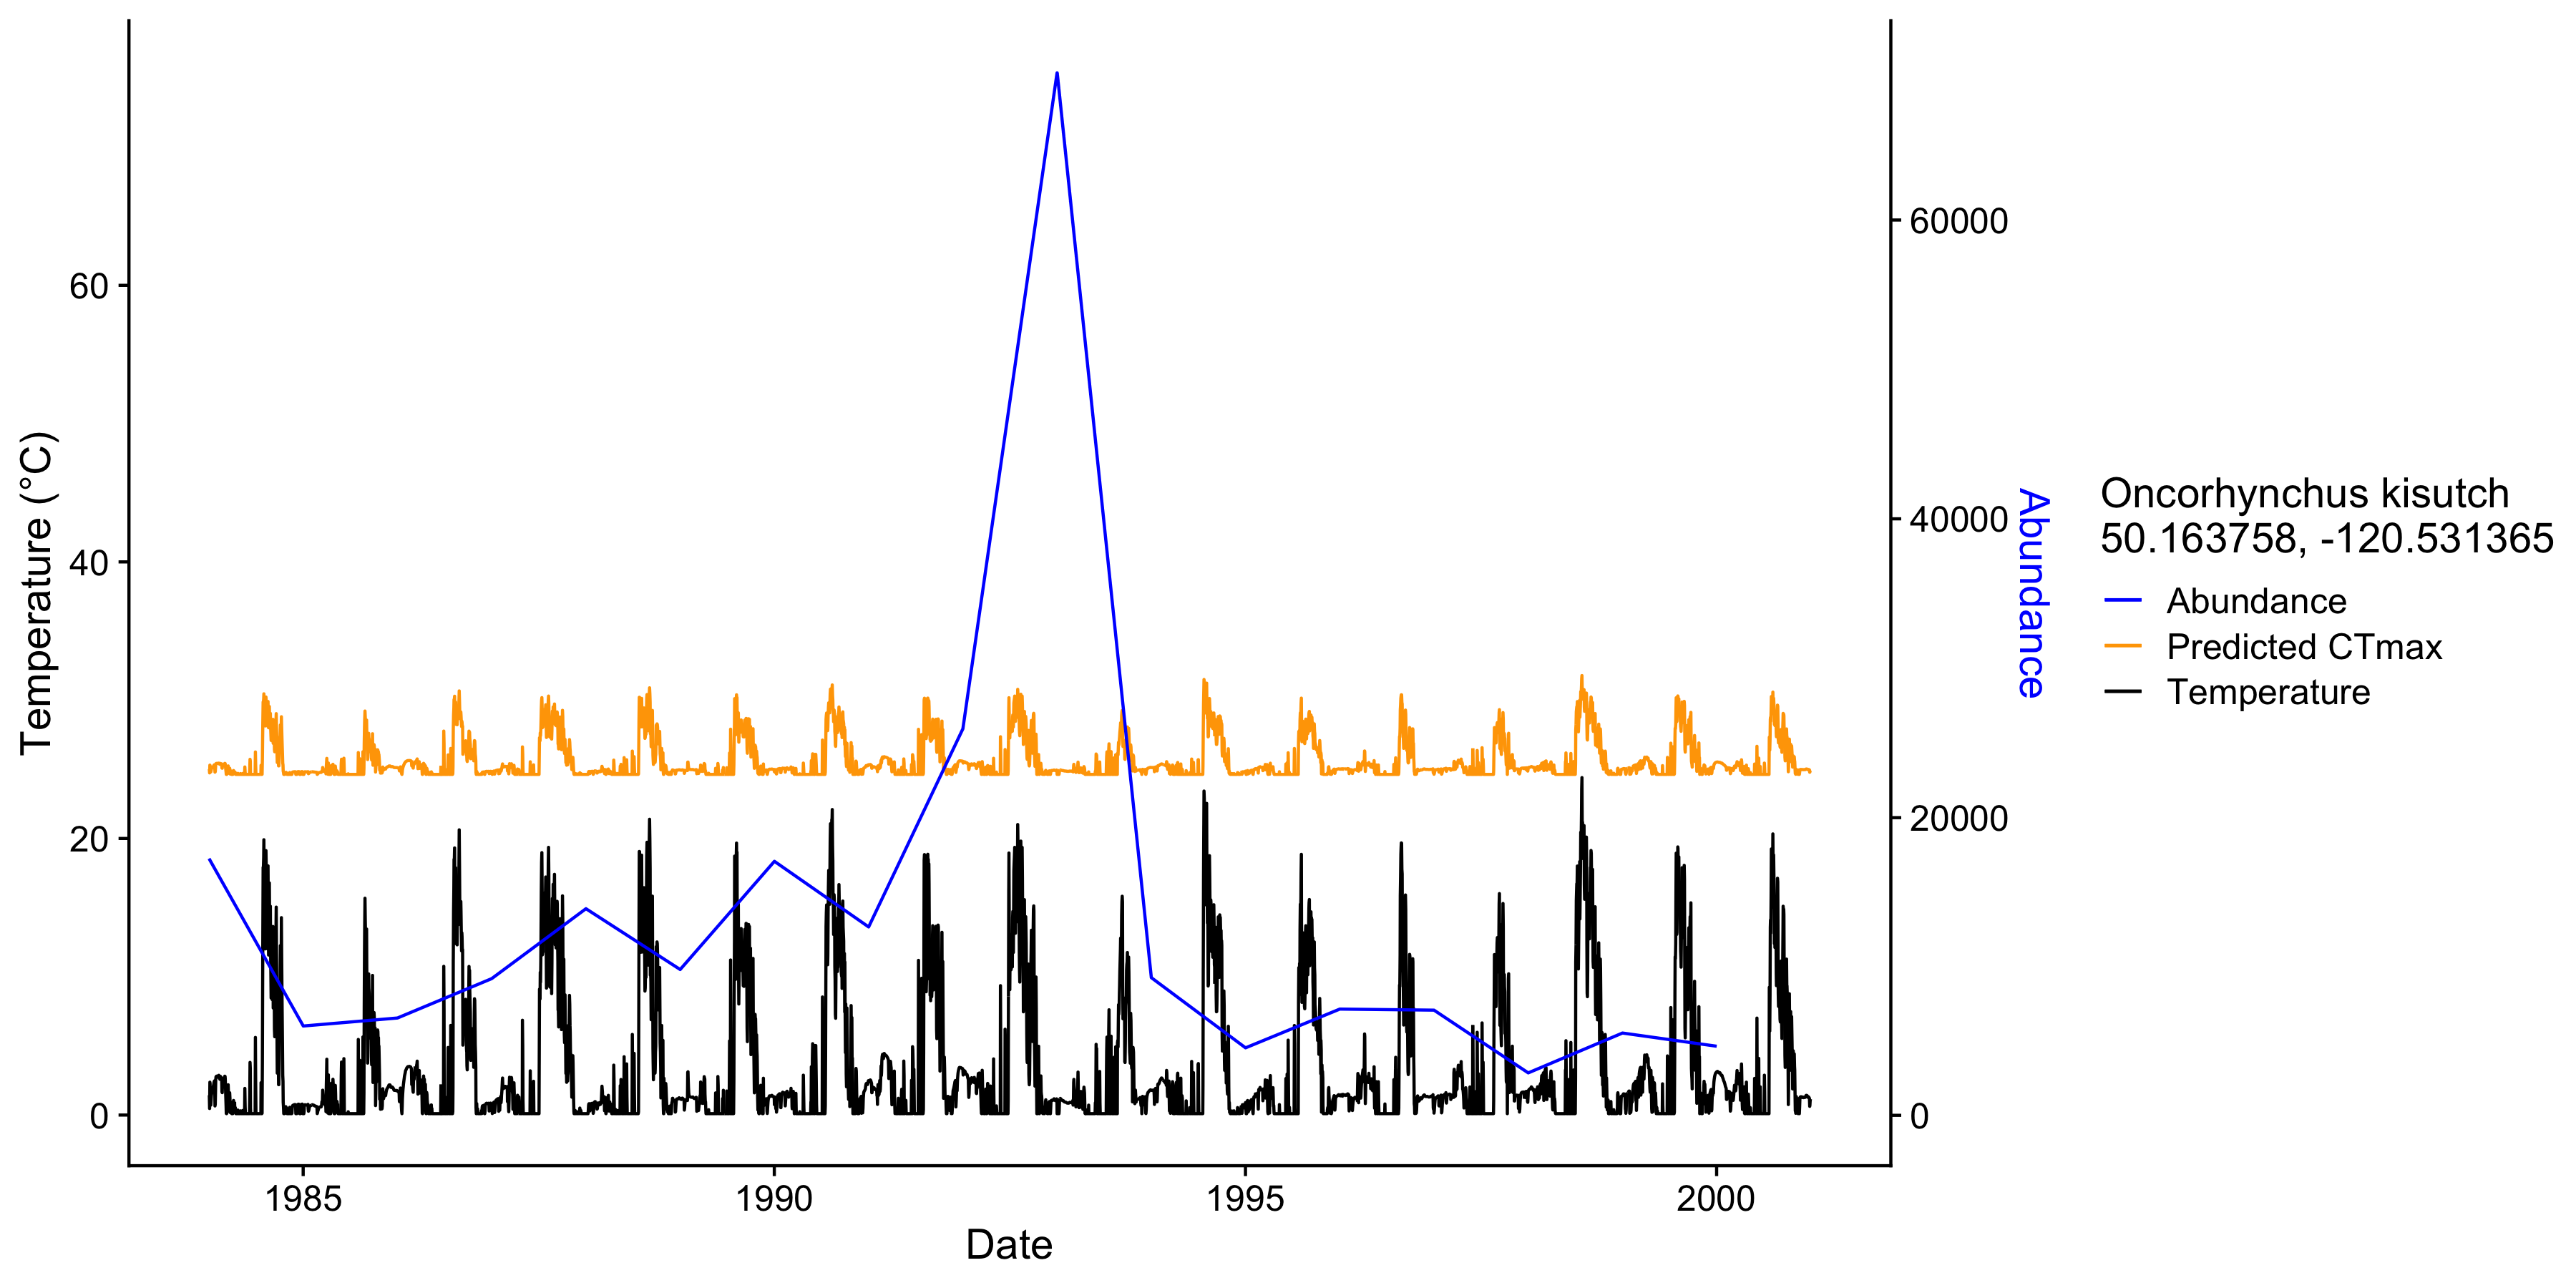 Temperature (°C)
60
40
20
0
1985
1990
1995
2000
Date
60000
40000
20000
0
Abundance
Oncorhynchus kisutch
50.163758, -120.531365
Abundance
Predicted CTmax
Temperature